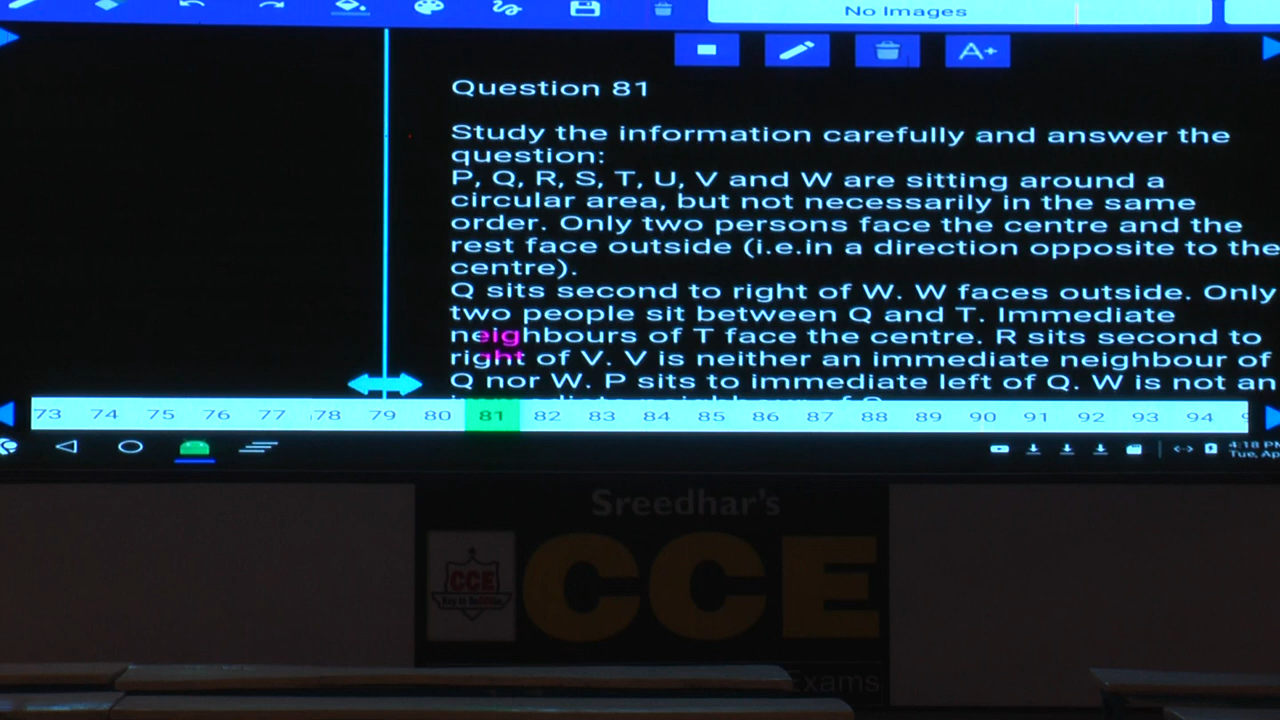 No Images
A+
Question 81
Study the information carefully and answer the
question:
P, Q, R, S, T, U, V and W are sitting around a
circular area, but not necessarily in the same
order. Only two persons face the centre and the
rest face outside (i.e.in a direction opposite to the
centre).
Q sits second to right of W. W faces outside. Only
two people sit between Q and T. Immediate
neighbours of T face the centre. R sits second to
right of V. V is neither an immediate neighbour of
Q nor W. P sits to immediate left of Q. W is not an
73 74 75 76 77 78 79 80 81 82 83 84 85 86 87 88 89 90 91 92 93 94
4:18 PM
Tue, Ap
Sreedhar's
CCE
CCE
Exams